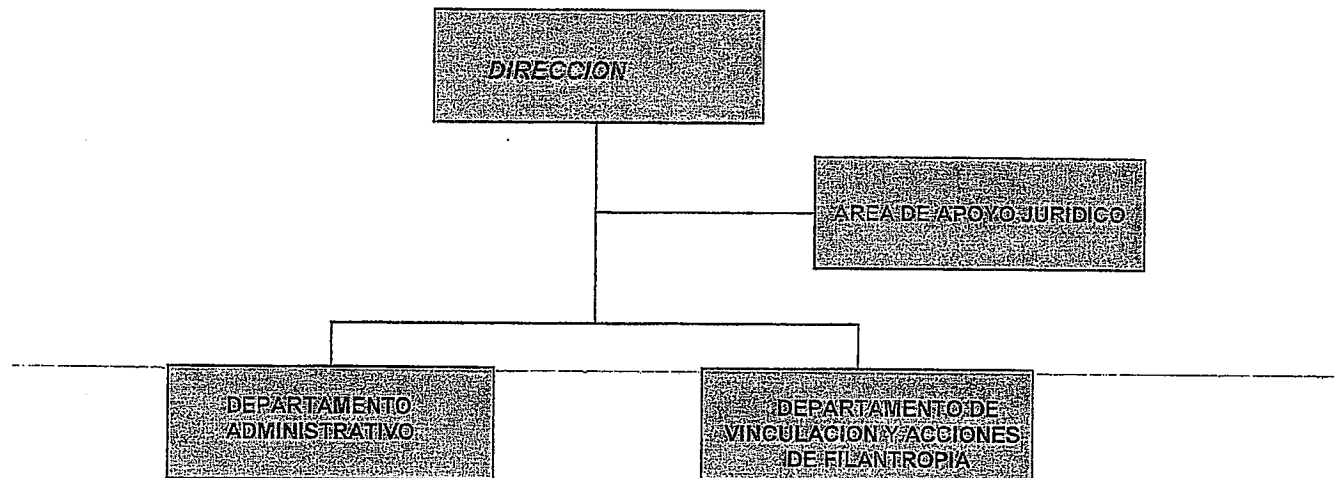 DIRECCION
AREA DE APOYO JURIDICO
DEPARTAMENTO
ADMINISTRATIVO
DEPARTAMENTO DE
VINCULACION Y ACCIONES
DE FILANTROPIA